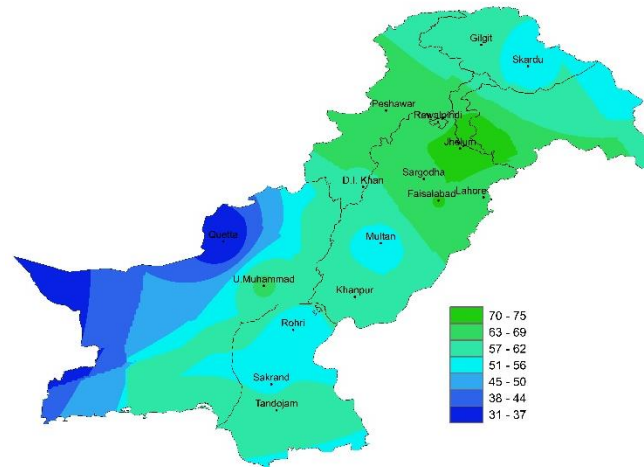 Gilgit
Skardu
Peshawar
Rawalpindi
Jhelum
Sargodha
D.I. Khan
Faisalabad
Lahore
Quetta
Multan
U.Muhammad
Khanpur
Rohri
Sakrand
Tandojam
70 - 75
63 - 69
57 - 62
51 - 56
45 - 50
38 - 44
31 - 37